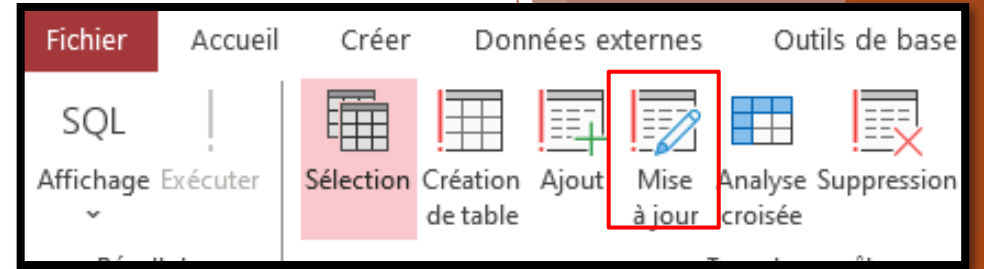 Fichier Accueil Créer Données externes Outils de base
SQL
Affichage Exécuter Sélection Création de table Ajout Mise à jour Analyse croisée Suppression